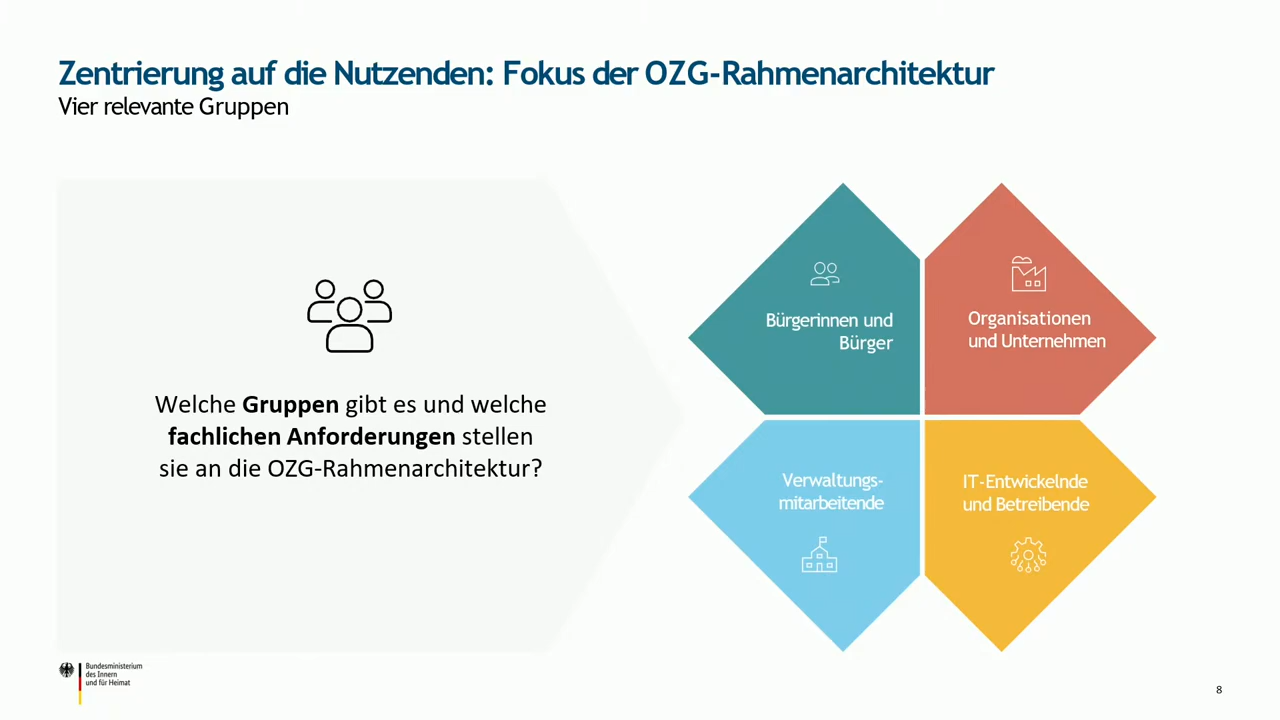 Zentrierung auf die Nutzenden: Fokus der OZG-Rahmenarchitektur
Vier relevante Gruppen
Welche Gruppen gibt es und welche
fachlichen Anforderungen stellen
sie an die OZG-Rahmenarchitektur?
Bürgerinnen und
Bürger
Organisationen
und Unternehmen
Verwaltungs-
mitarbeitende
IT-Entwickelnde
und Betreibende
Bundesministerium
des Innern
und für Heimat
8